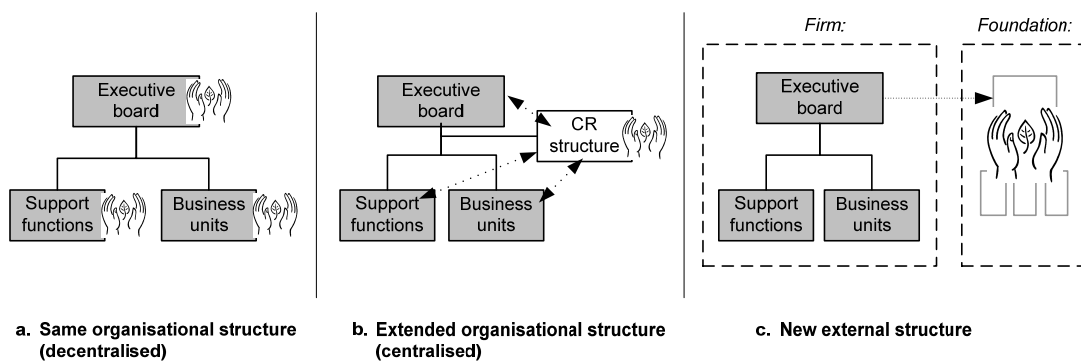 Executive
board
Support
functions
Business
units
a. Same organisational structure
(decentralised)
Executive
board
CR
structure
Support
functions
Business
units
b. Extended organisational structure
(centralised)
Firm:
Foundation:
Executive
board
Support
functions
Business
units
c. New external structure